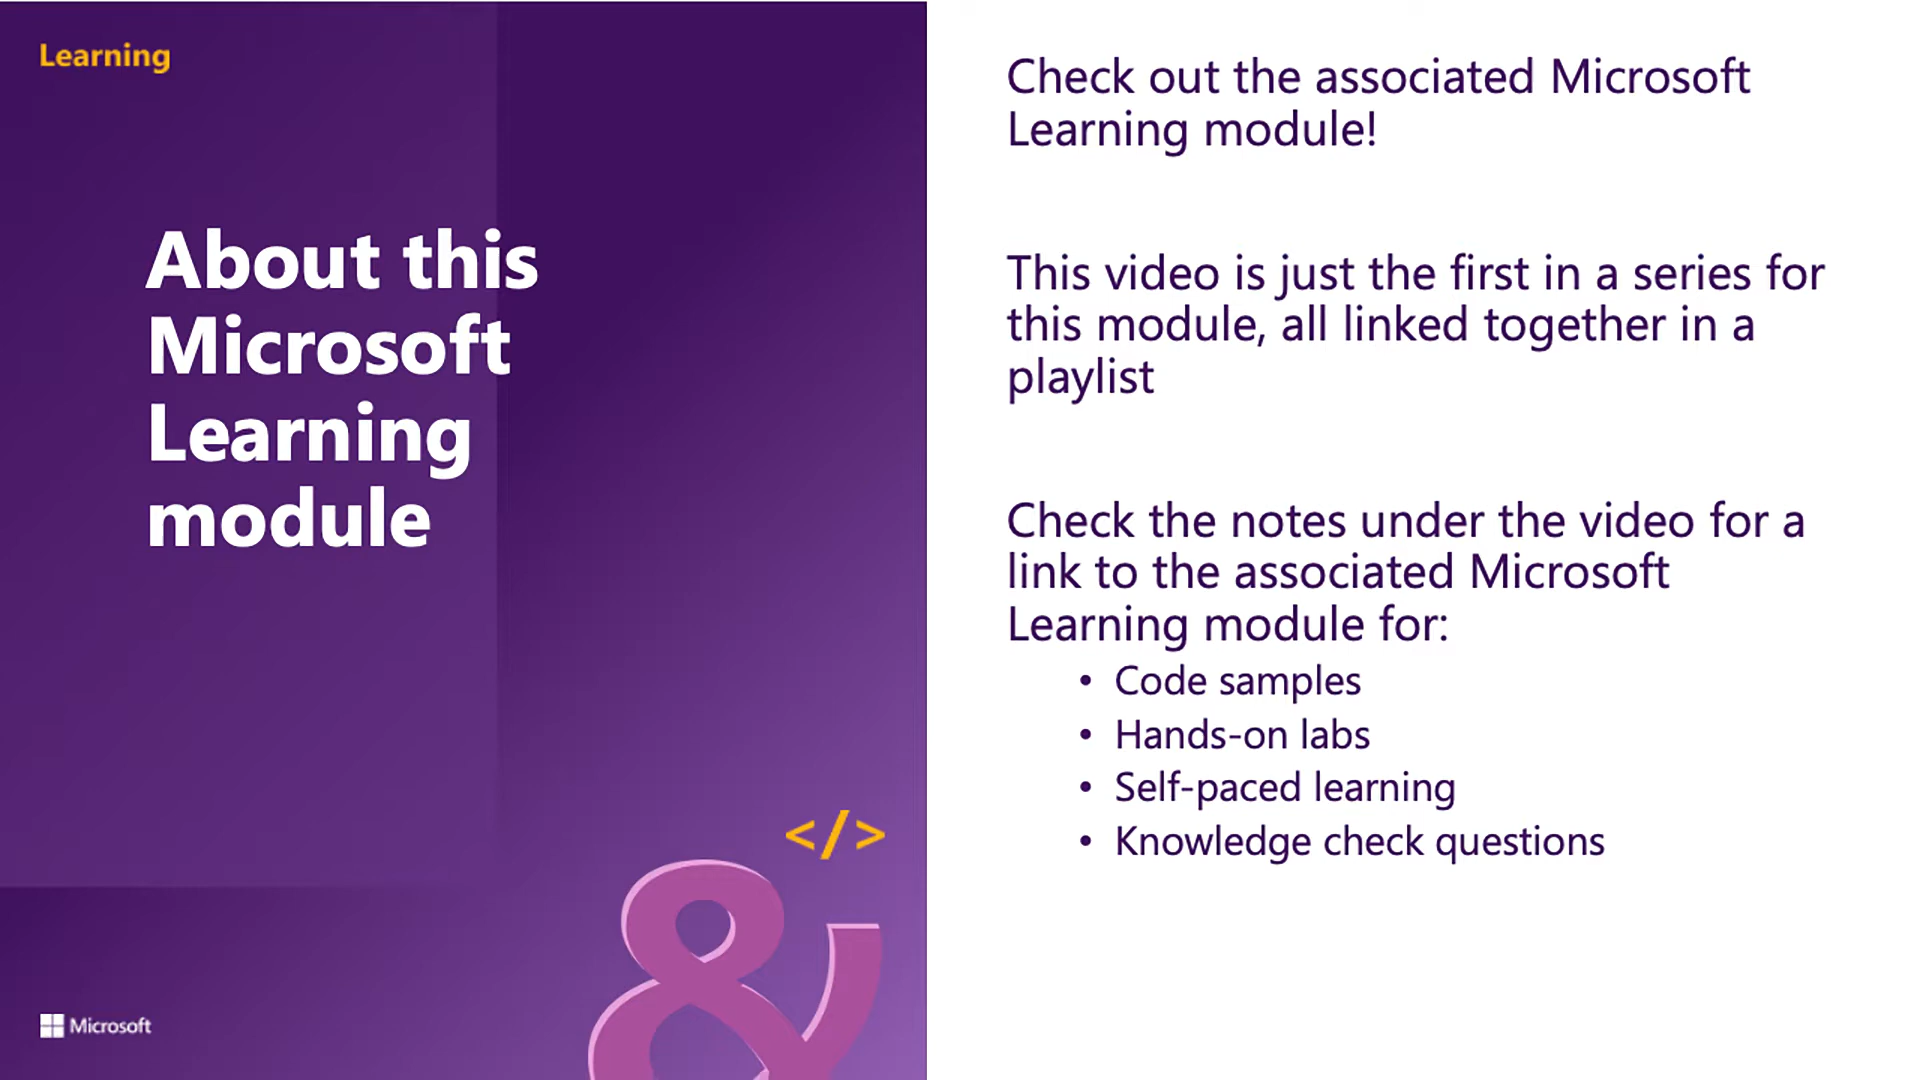 Learning
About this
Microsoft
Learning
module
</>
&
Microsoft
Check out the associated Microsoft
Learning module!
This video is just the first in a series for
this module, all linked together in a
playlist
Check the notes under the video for a
link to the associated Microsoft
Learning module for:
• Code samples
• Hands-on labs
• Self-paced learning
• Knowledge check questions